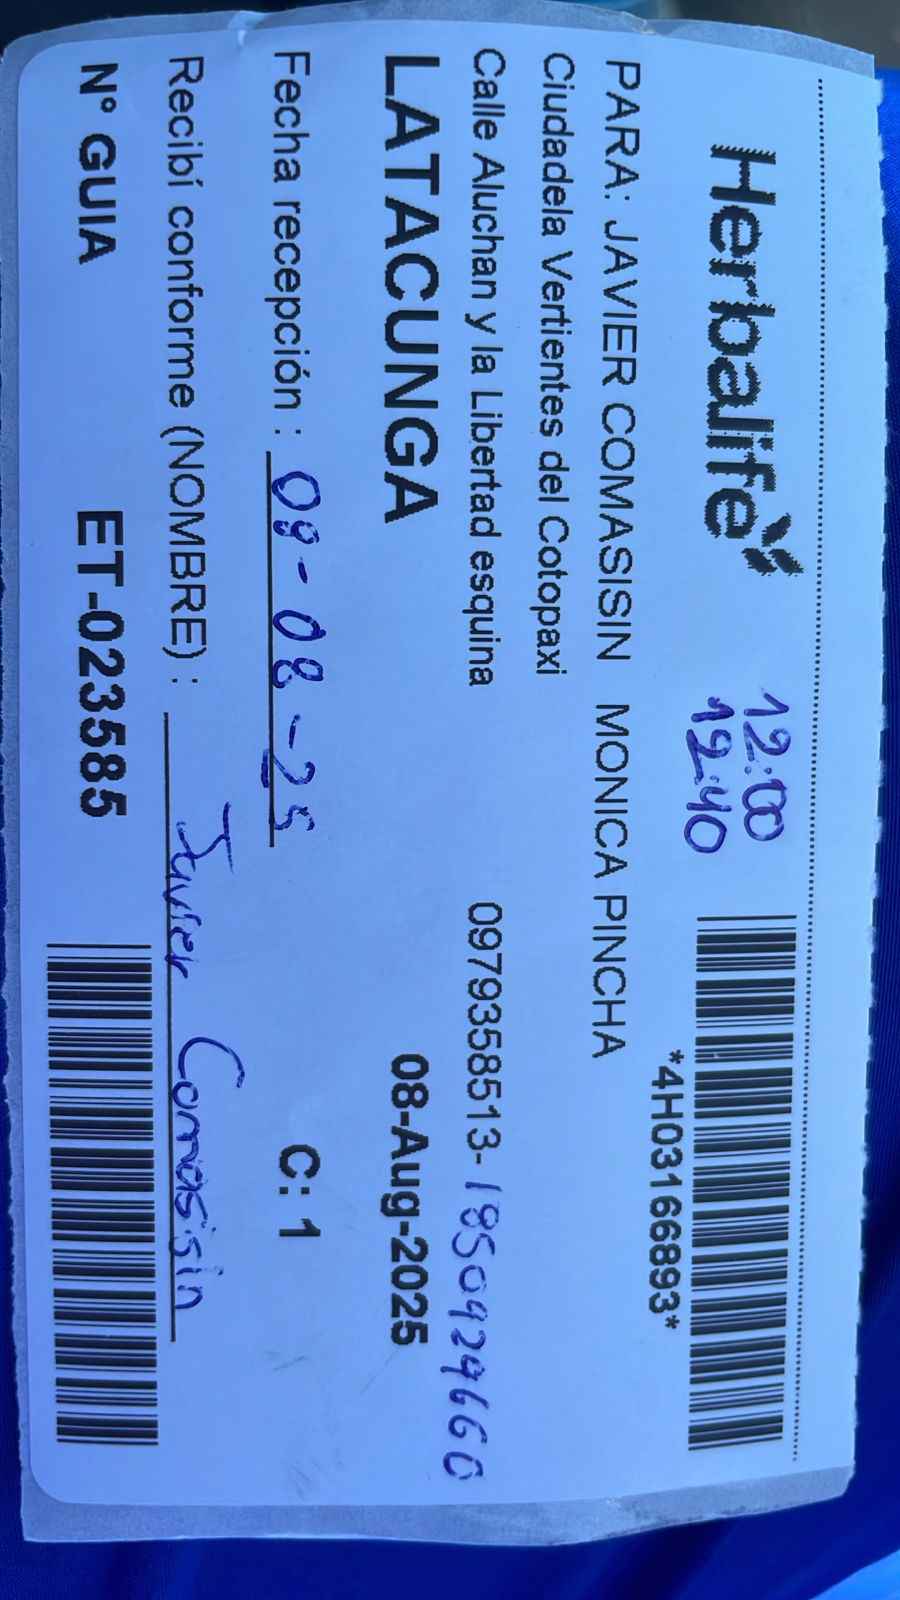 Herbalife
12:00
12:40
*4H03166893*
PARA: JAVIER COMASISIN MONICA PINCHA
Ciudadela Vertientes del Cotopaxi
Calle Aluchan y la Libertad esquina 0979358513-
LATACUNGA 08-Aug-2025
Fecha recepción : 09-08-25 C: 1
Recibí conforme (NOMBRE) : Javier Comasisin
N° GUIA ET-023585